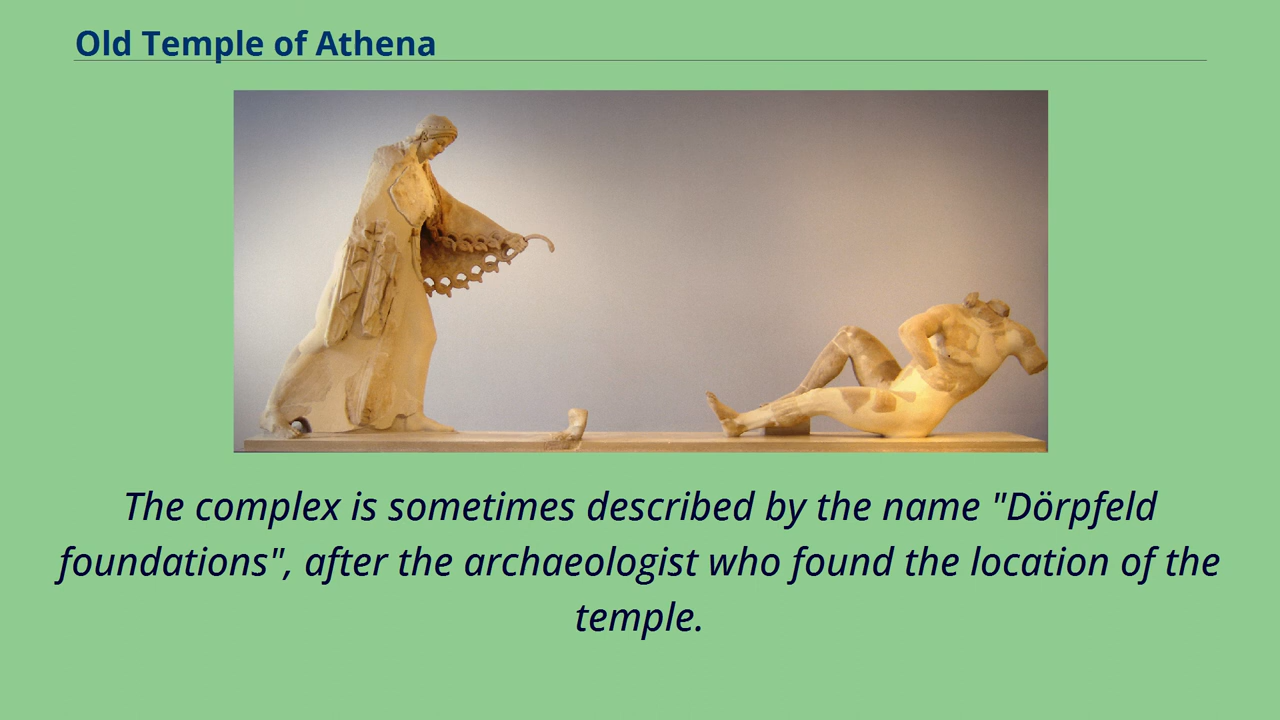 Old Temple of Athena
The complex is sometimes described by the name "Dörpfeld
foundations", after the archaeologist who found the location of the
temple.